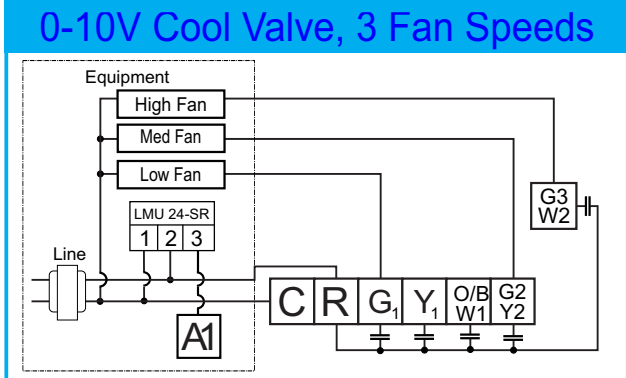 0-10V Cool Valve, 3 Fan Speeds
Equipment
High Fan
Med Fan
Low Fan
LMU 24-SR
1 2 3
Line
A1
G3
W2
C R G1 Y1 O/B W1 G2 Y2